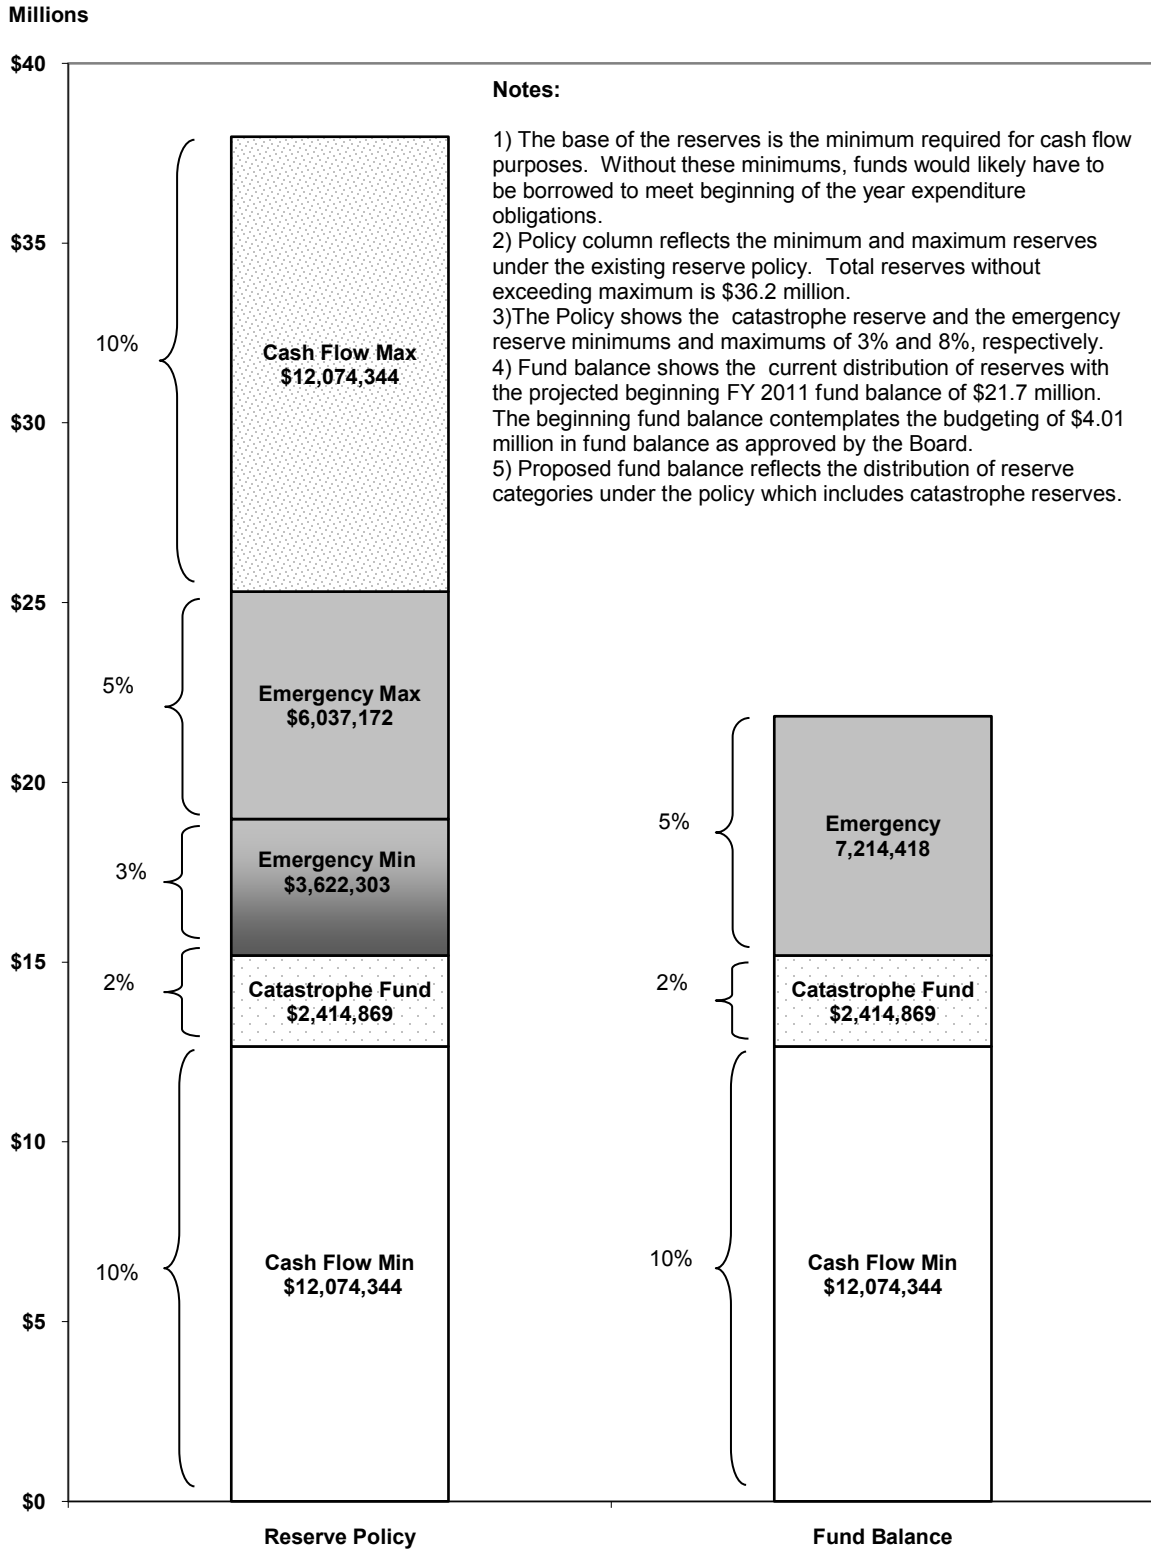 Millions
$40
Notes:
1) The base of the reserves is the minimum required for cash flow
purposes.  Without these minimums, funds would likely have to
be borrowed to meet beginning of the year expenditure
obligations.
2) Policy column reflects the minimum and maximum reserves
under the existing reserve policy.  Total reserves without
exceeding maximum is $36.2 million.
3)The Policy shows the  catastrophe reserve and the emergency
reserve minimums and maximums of 3% and 8%, respectively.
4) Fund balance shows the  current distribution of reserves with
the projected beginning FY 2011 fund balance of $21.7 million.
The beginning fund balance contemplates the budgeting of $4.01
million in fund balance as approved by the Board.
5) Proposed fund balance reflects the distribution of reserve
categories under the policy which includes catastrophe reserves.
$35
10%
Cash Flow Max
$12,074,344
$30
$25
5%
Emergency Max
$6,037,172
$20
5%
Emergency
7,214,418
3%
Emergency Min
$3,622,303
$15
2%
Catastrophe Fund
$2,414,869
2%
Catastrophe Fund
$2,414,869
$10
10%
Cash Flow Min
$12,074,344
10%
Cash Flow Min
$12,074,344
$5
$0
Reserve Policy
Fund Balance